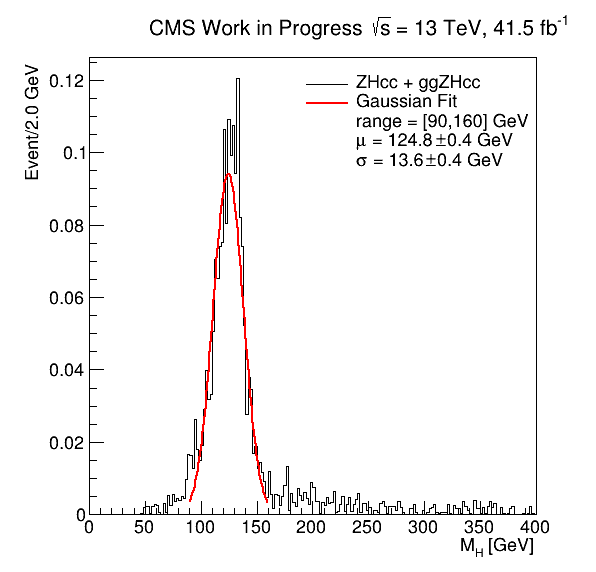 CMS Work in Progress √s = 13 TeV, 41.5 fb⁻¹
Event/2.0 GeV
ZHcc + ggZHcc
Gaussian Fit
range = [90,160] GeV
μ = 124.8±0.4 GeV
σ = 13.6±0.4 GeV
0.12
0.1
0.08
0.06
0.04
0.02
0
0 50 100 150 200 250 300 350 400
M_H [GeV]